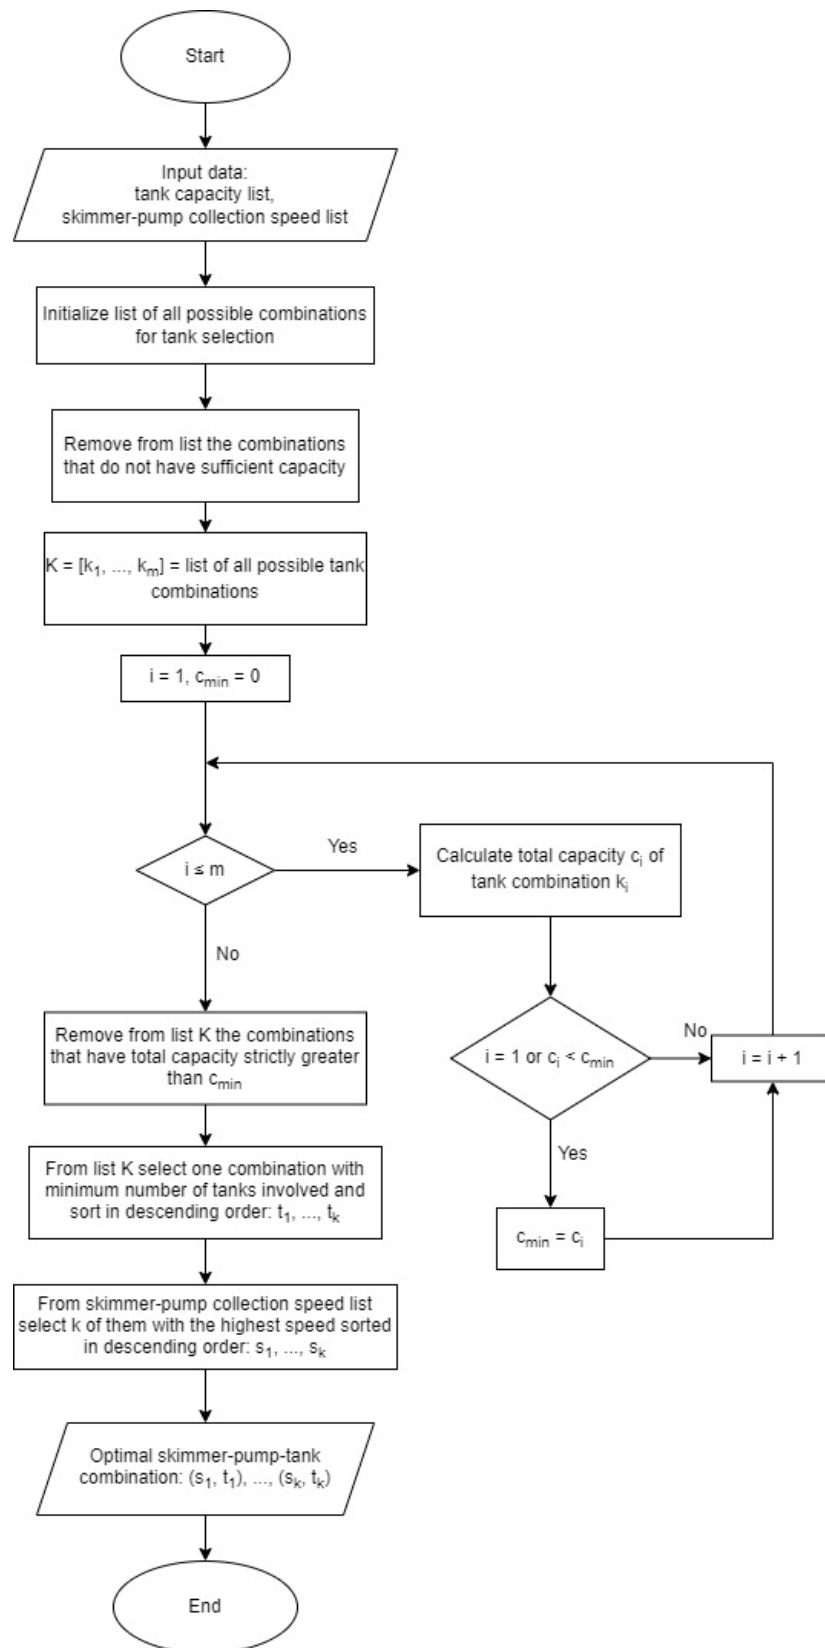 Start
Input data:
tank capacity list,
skimmer-pump collection speed list
Initialize list of all possible combinations
for tank selection
Remove from list the combinations
that do not have sufficient capacity
K = [k₁, ..., kₘ] = list of all possible tank
combinations
i = 1, c_min = 0
i ≤ m
Yes
Calculate total capacity cᵢ of
tank combination kᵢ
No
i = 1 or cᵢ < c_min
No
i = i + 1
Yes
c_min = cᵢ
Remove from list K the combinations
that have total capacity strictly greater
than c_min
From list K select one combination with
minimum number of tanks involved and
sort in descending order: t₁, ..., tₖ
From skimmer-pump collection speed list
select k of them with the highest speed sorted
in descending order: s₁, ..., sₖ
Optimal skimmer-pump-tank
combination: (s₁, t₁), ..., (sₖ, tₖ)
End